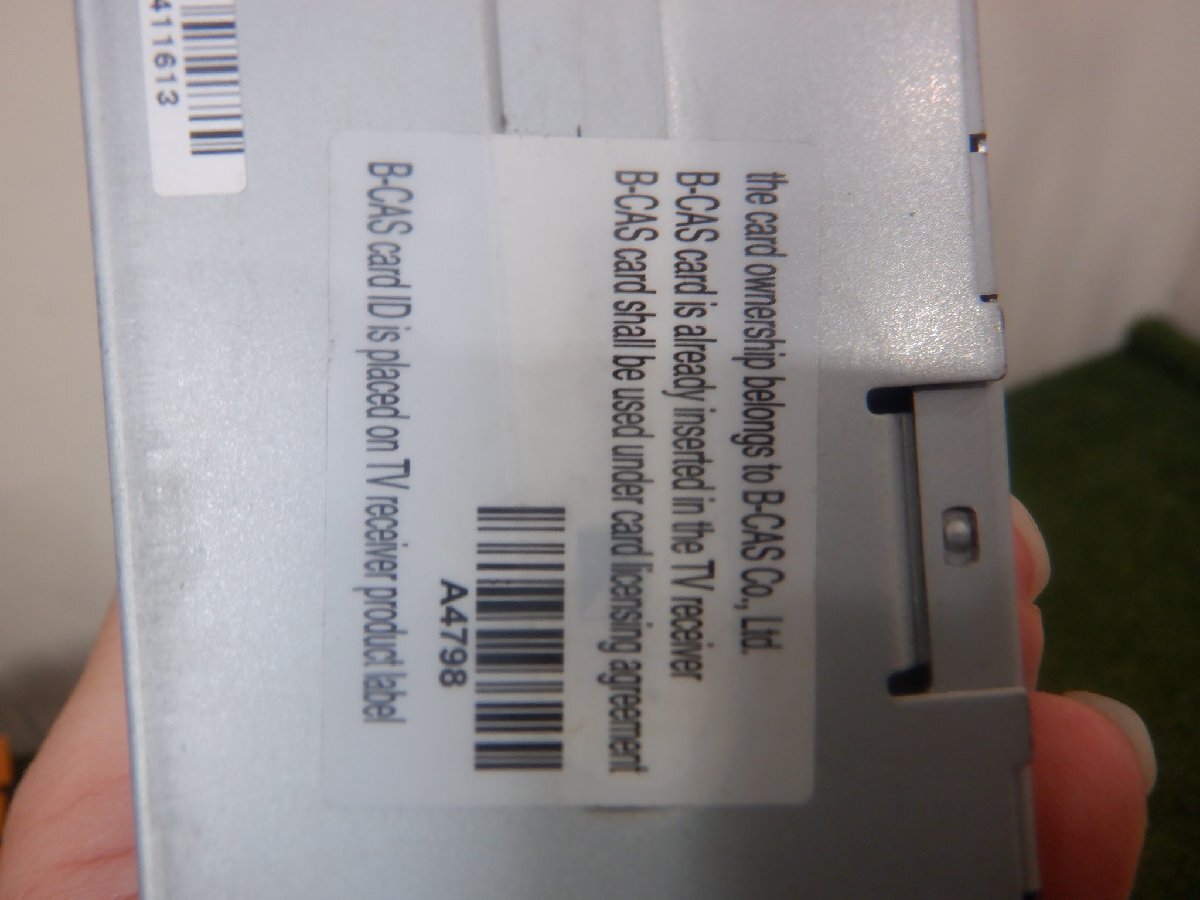 the card ownership belongs to B-CAS Co., Ltd.
B-CAS card is already inserted in the TV receiver
B-CAS card shall be used under card licensing agreement
A4798
B-CAS card ID is placed on TV receiver product label
411613